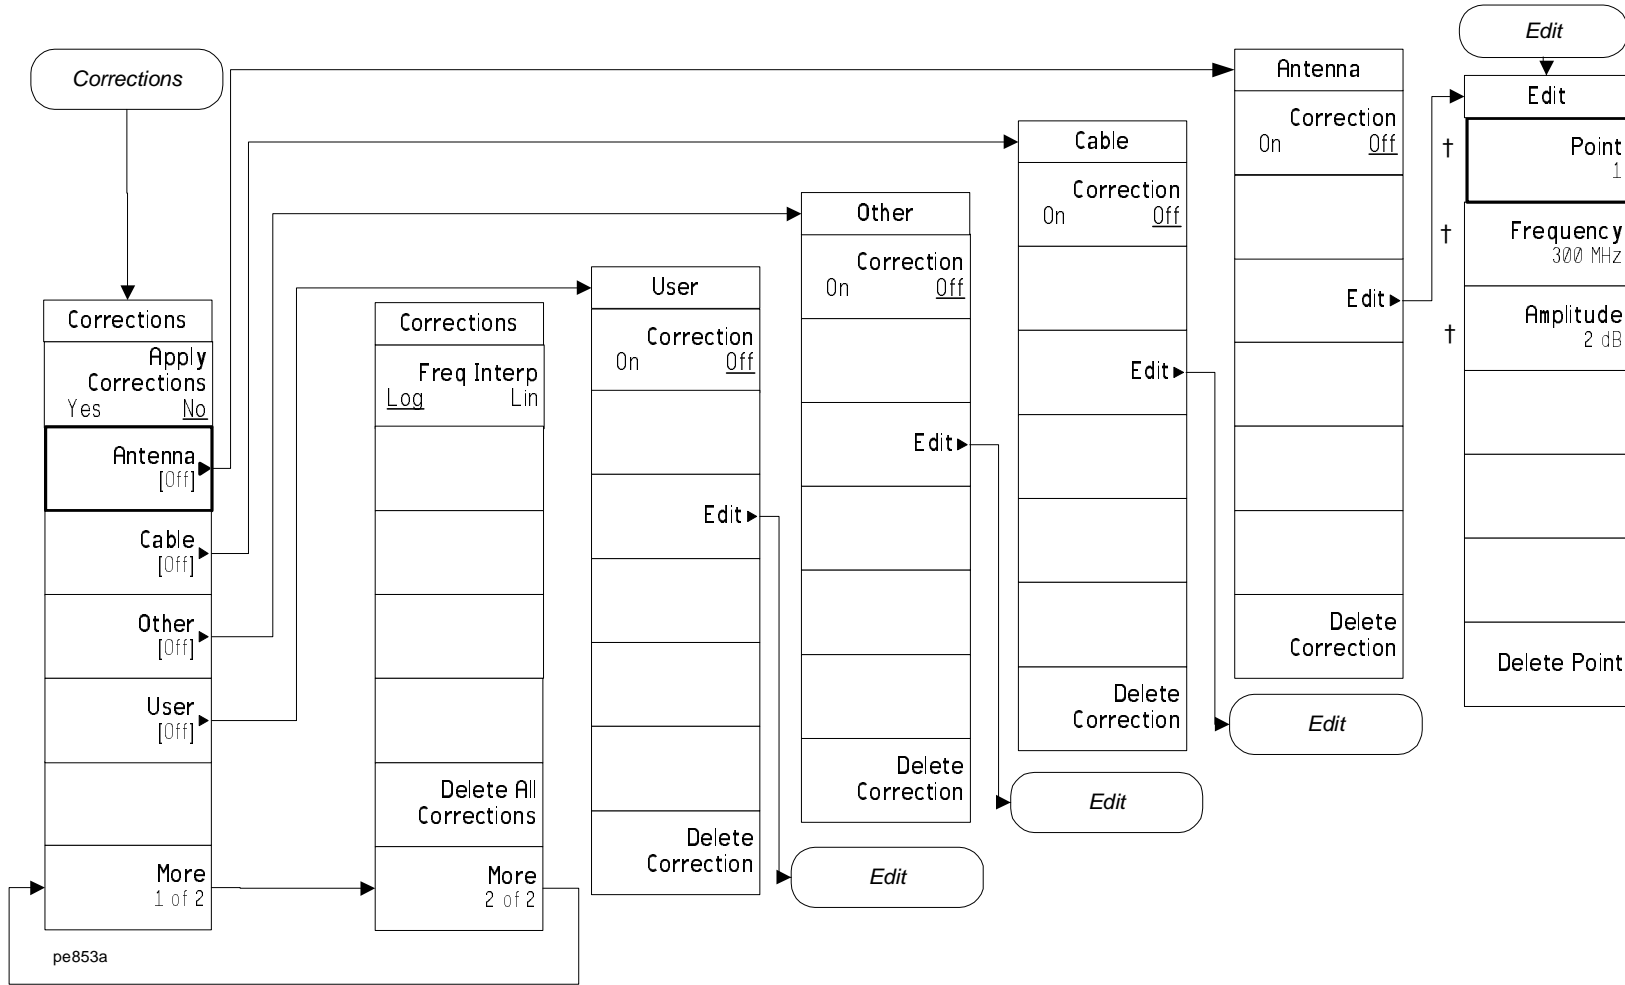 Corrections
Corrections
Apply
Corrections
Yes No
Antenna
[Off]
Cable
[Off]
Other
[Off]
User
[Off]
More
1 of 2
Corrections
Freq Interp
Log Lin
Delete All
Corrections
More
2 of 2
User
Correction
On Off
Edit
Delete
Correction
Edit
Other
Correction
On Off
Edit
Delete
Correction
Edit
Cable
Correction
On Off
Edit
Delete
Correction
Edit
Antenna
Correction
On Off
Edit
Delete
Correction
Edit
Edit
† Point
1
† Frequency
300 MHz
† Amplitude
2 dB
Delete Point
pe853a